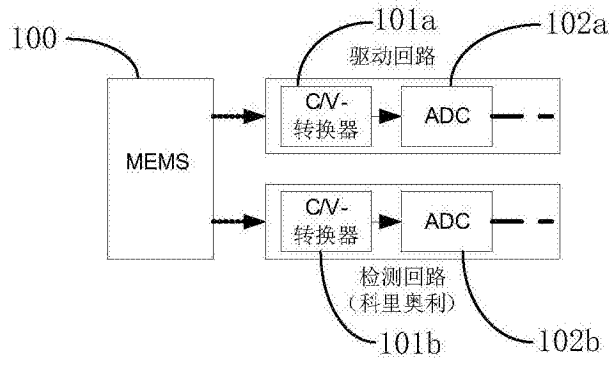 100
101a
102a
驱动回路
MEMS
C/V-
转换器
ADC
C/V-
转换器
ADC
检测回路
(科里奥利)
101b
102b